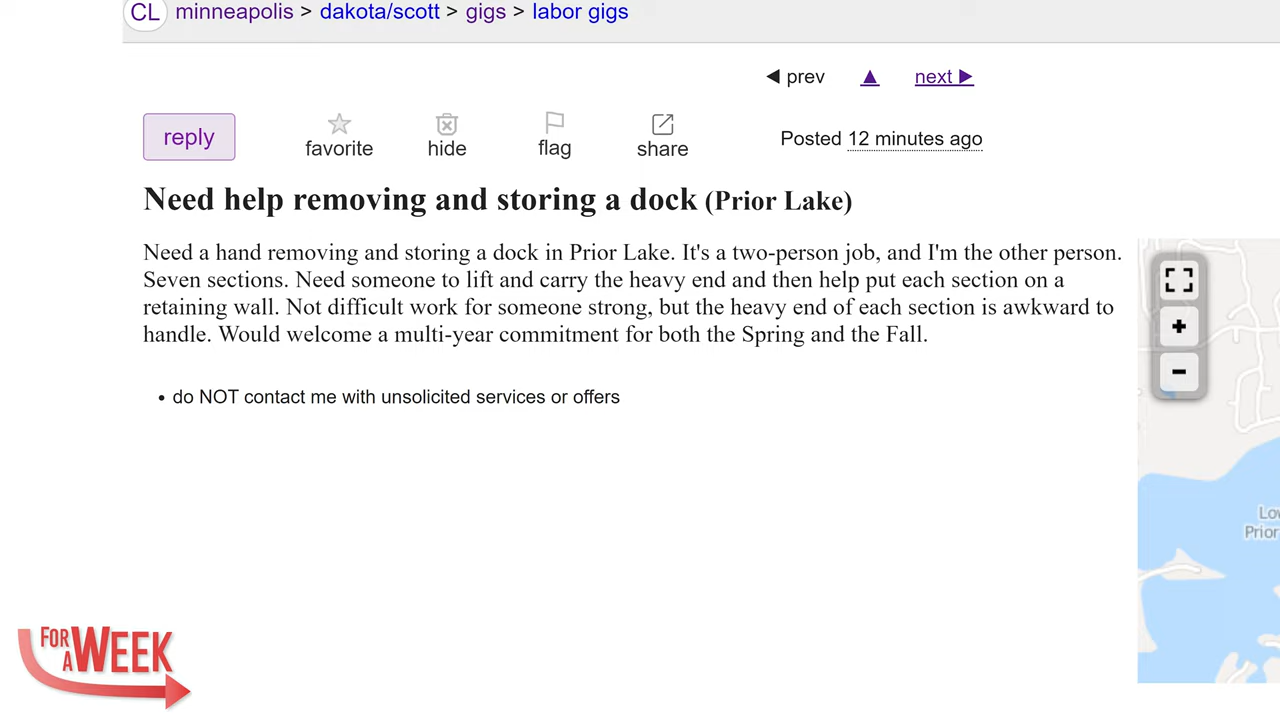 CL minneapolis > dakota/scott > gigs > labor gigs
◀ prev ▲ next ▶
reply favorite hide flag share Posted 12 minutes ago
Need help removing and storing a dock (Prior Lake)
Need a hand removing and storing a dock in Prior Lake. It's a two-person job, and I'm the other person.
Seven sections. Need someone to lift and carry the heavy end and then help put each section on a
retaining wall. Not difficult work for someone strong, but the heavy end of each section is awkward to
handle. Would welcome a multi-year commitment for both the Spring and the Fall.
• do NOT contact me with unsolicited services or offers
+
−
Prior
FOR
A WEEK